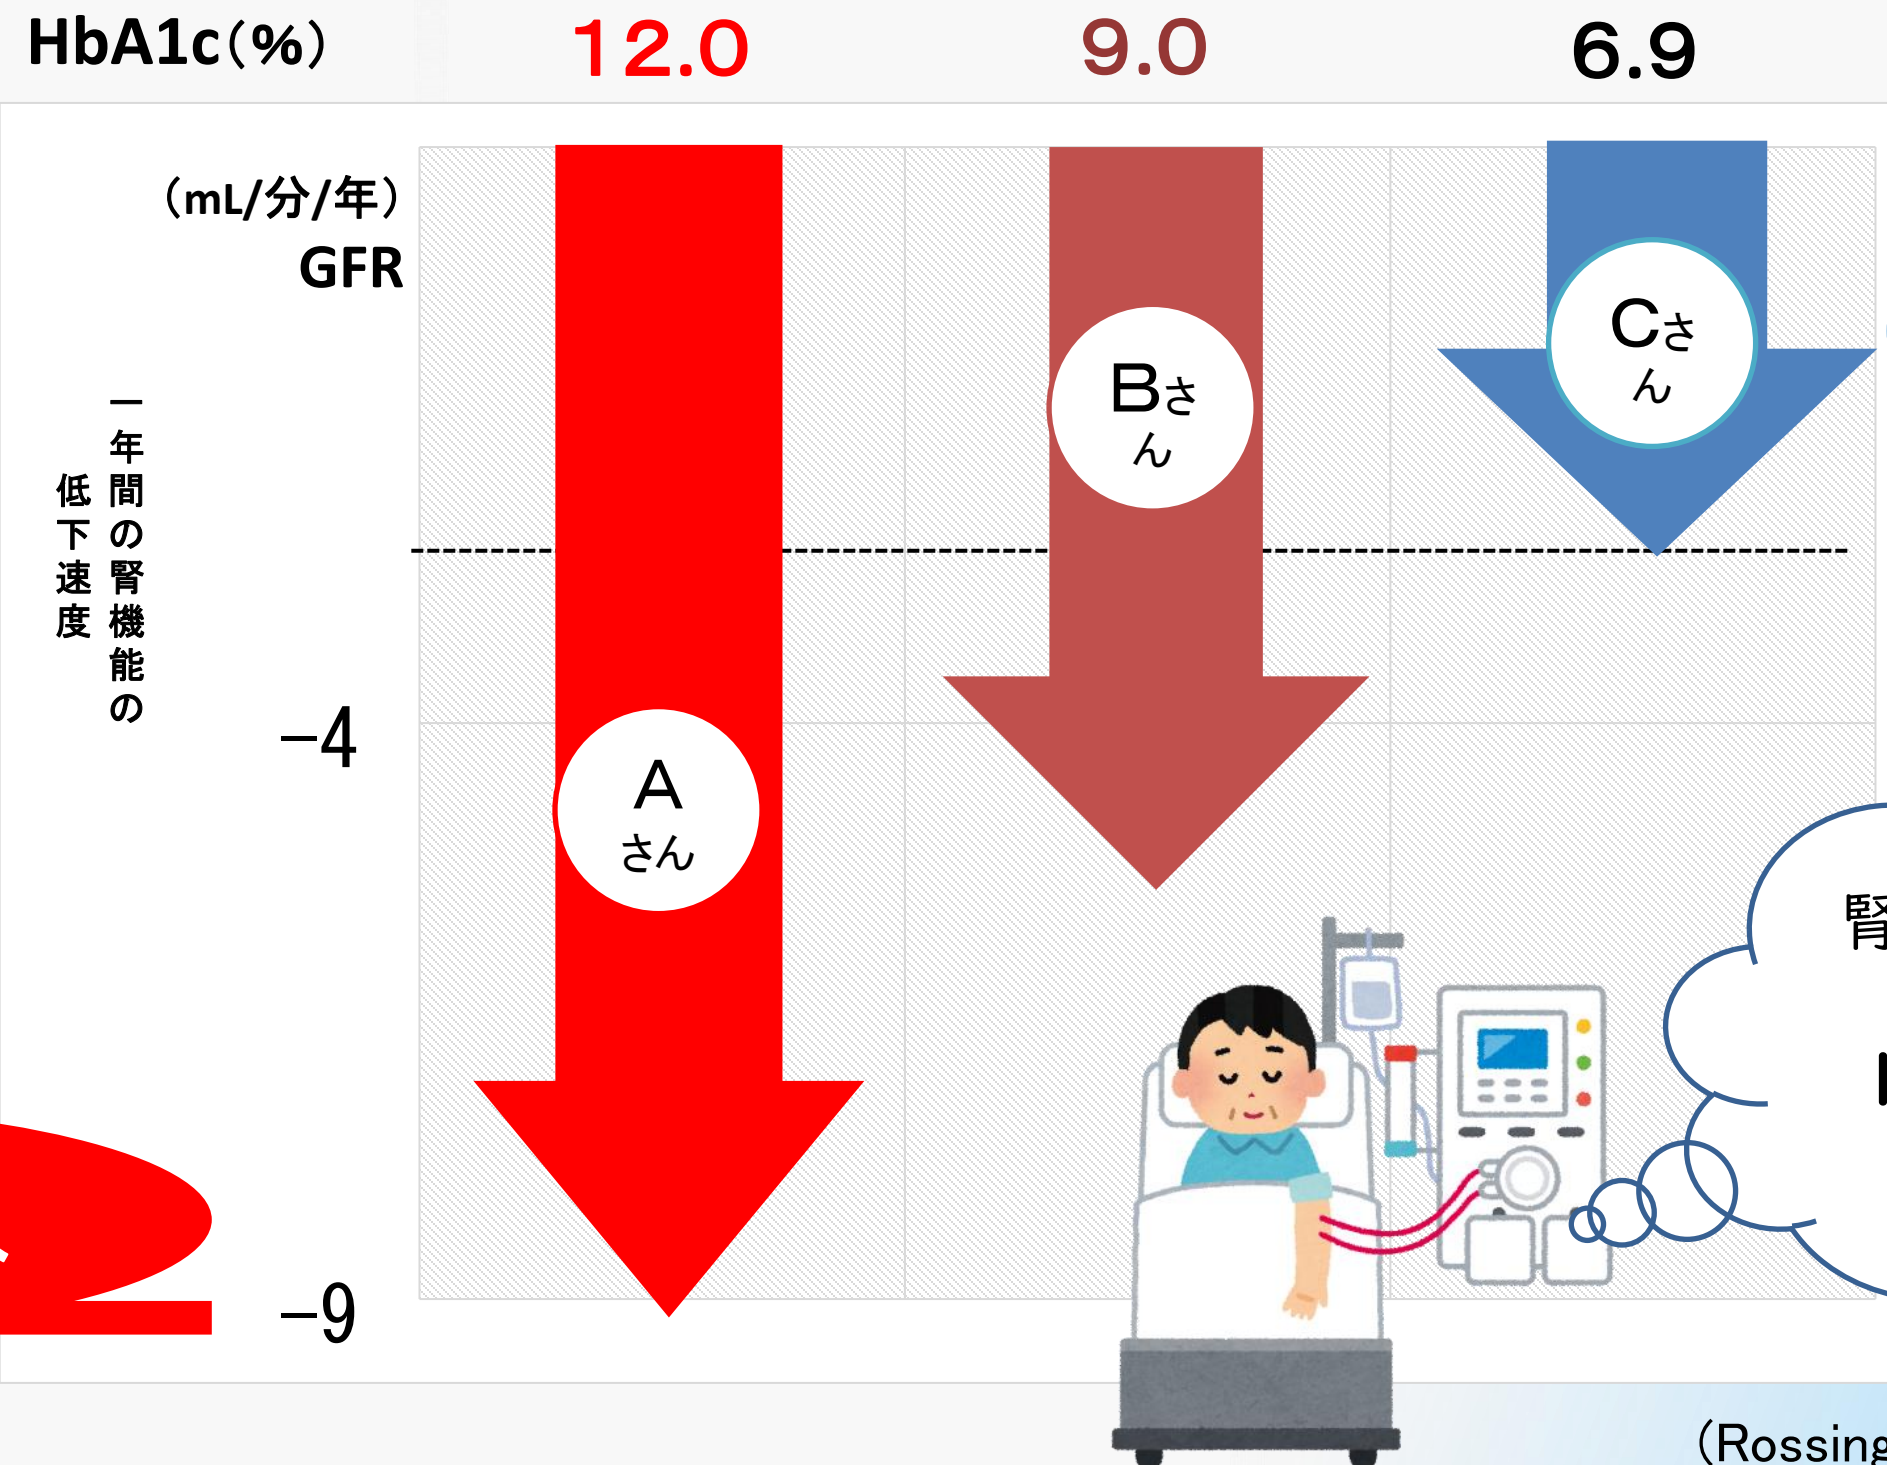 HbA1c(%) 12.0 9.0 6.9
(mL/分/年)
GFR
一年間の腎機能の
低下速度
Cさ
ん
Bさ
ん
−4
A
さん
腎
−9
(Rossing